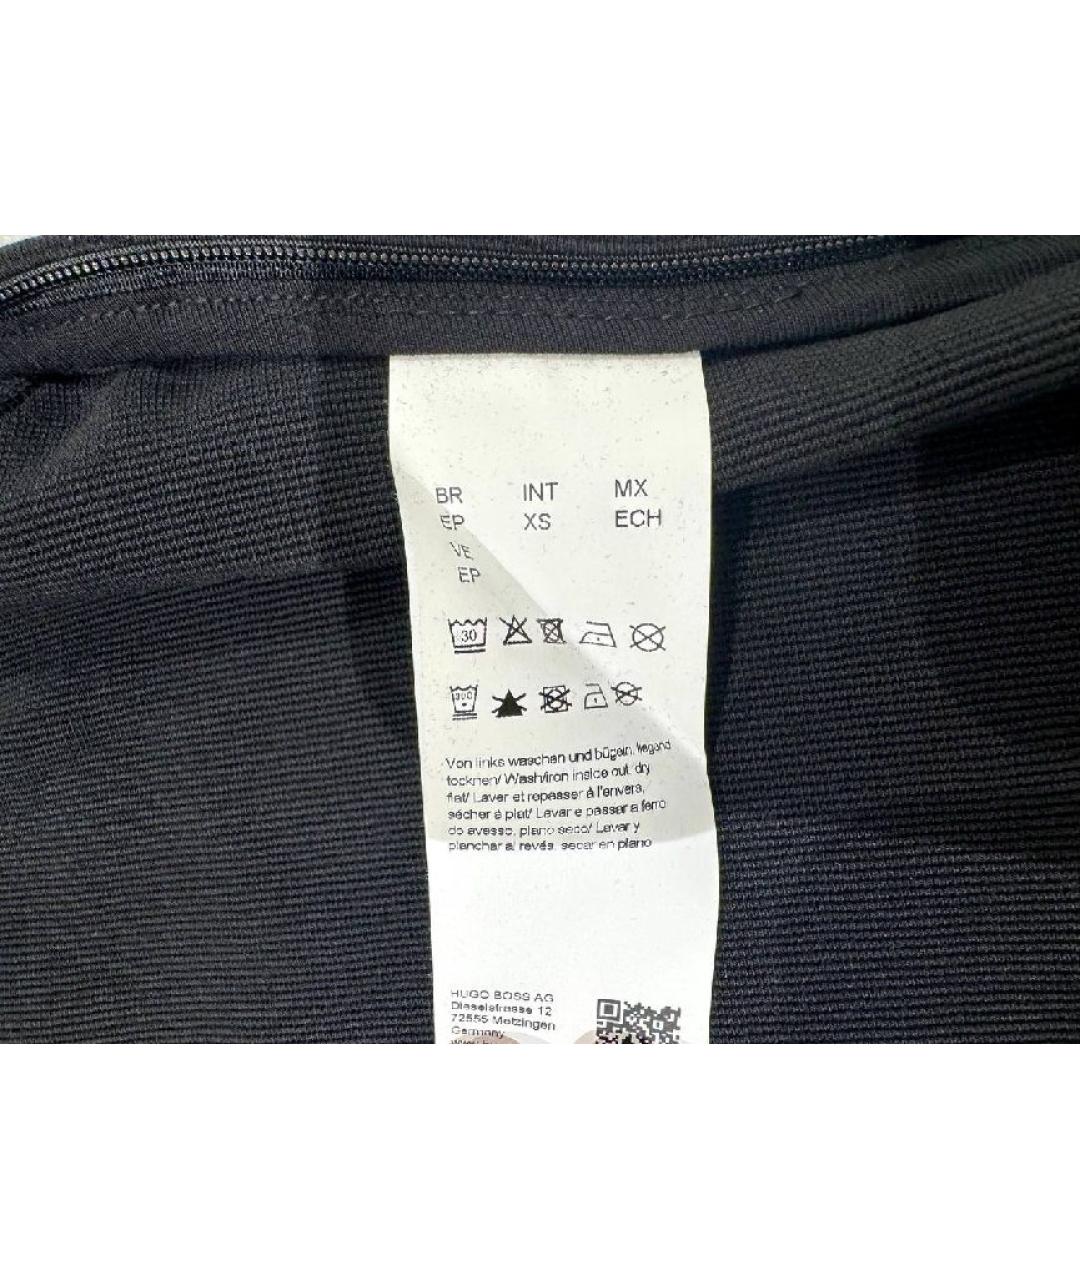 BR INT MX
EP XS ECH
VE
EP
30
Von links waschen und bügeln, liegend
trocknen/ Wash/iron inside out, dry
flat/ Laver et repasser à l'envers,
sécher à plat/ Lavar e passar a ferro
do avesso, plano seco/ Lavar y
planchar al revés, secar en plano
HUGO BOSS AG
Dieselstrasse 12
72555 Metzingen
Germany